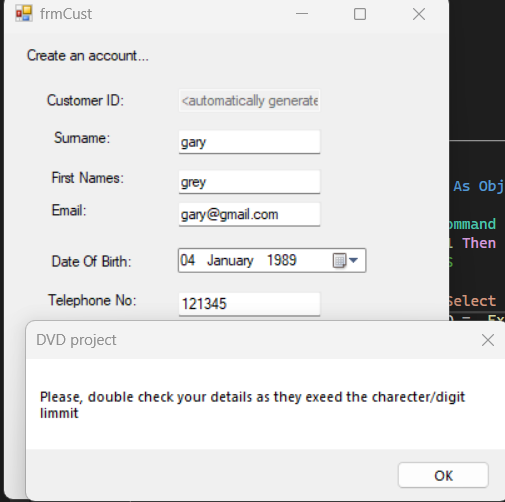 frmCust
Create an account...
Customer ID:
<automatically generate
Surname:
gary
First Names:
grey
Email:
gary@gmail.com
Date Of Birth:
04 January 1989
Telephone No:
121345
As Obj
ommand
l Then
Select
DVD project
Please, double check your details as they exeed the charecter/digit
limmit
OK